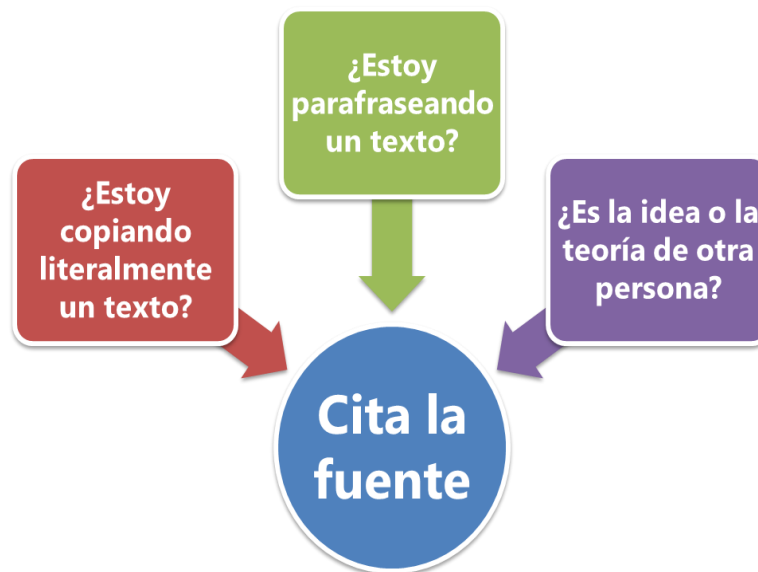 ¿Estoy
copiando
literalmente
un texto?
¿Estoy
parafraseando
un texto?
¿Es la idea o la
teoría de otra
persona?
Cita la
fuente